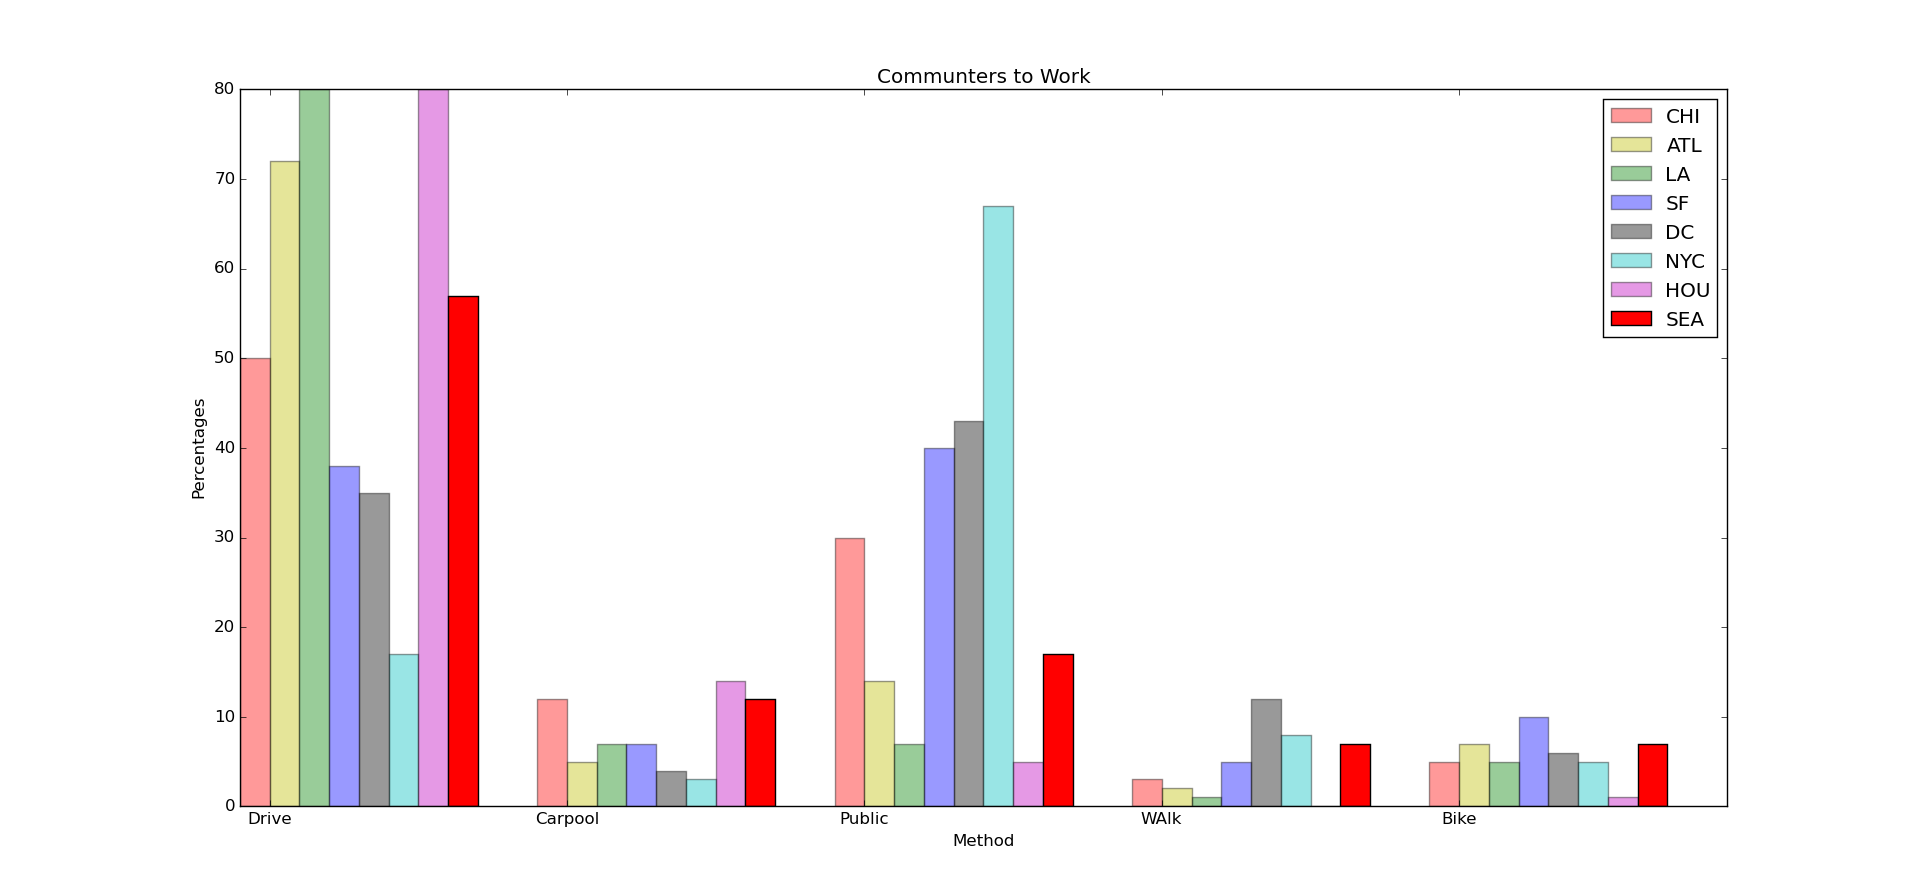 Communters to Work
80
70
60
50
40
30
20
10
0
Percentages
Drive
Carpool
Public
WAlk
Bike
Method
CHI
ATL
LA
SF
DC
NYC
HOU
SEA